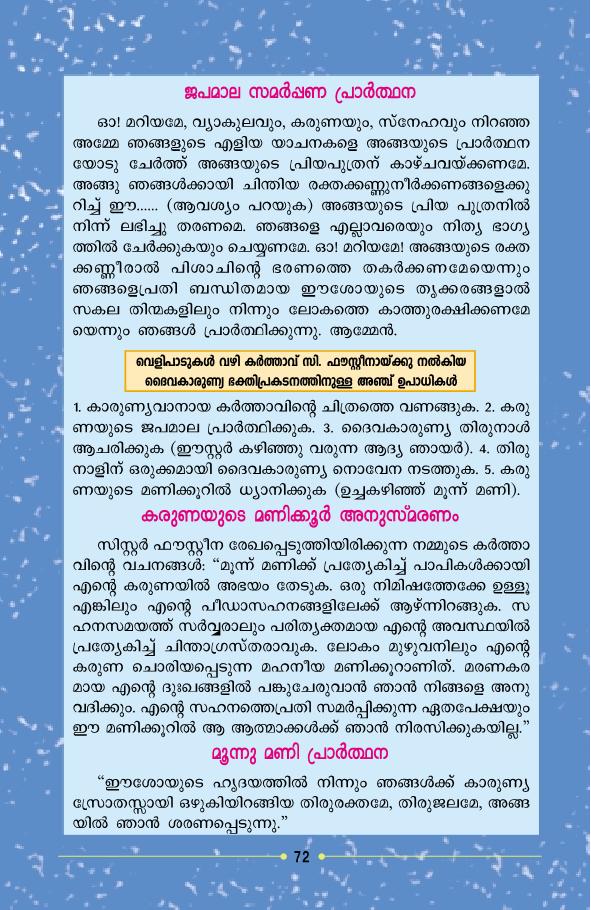 ജപമാല സമർപ്പണ പ്രാർത്ഥന
ഓ! മറിയമേ, വ്യാകുലവും, കരുണയും, സ്നേഹവും നിറഞ്ഞ
അമ്മേ ഞങ്ങളുടെ എളിയ യാചനകളെ അങ്ങയുടെ പ്രാർത്ഥന
യോടു ചേർത്ത് അങ്ങയുടെ പ്രിയപുത്രന് കാഴ്ചവയ്ക്കണമേ.
അങ്ങു ഞങ്ങൾക്കായി ചിന്തിയ രക്തക്കണ്ണുനീർക്കണങ്ങളെക്കു
റിച്ച് ഈ...... (ആവശ്യം പറയുക) അങ്ങയുടെ പ്രിയ പുത്രനിൽ
നിന്ന് ലഭിച്ചു തരണമെ. ഞങ്ങളെ എല്ലാവരെയും നിത്യ ഭാഗ്യ
ത്തിൽ ചേർക്കുകയും ചെയ്യണമേ. ഓ! മറിയമേ! അങ്ങയുടെ രക്ത
ക്കണ്ണീരാൽ പിശാചിന്റെ ഭരണത്തെ തകർക്കണമേയെന്നും
ഞങ്ങളെപ്രതി ബന്ധിതമായ ഈശോയുടെ തൃക്കരങ്ങളാൽ
സകല തിന്മകളിലും നിന്നും ലോകത്തെ കാത്തുരക്ഷിക്കണമേ
യെന്നും ഞങ്ങൾ പ്രാർത്ഥിക്കുന്നു. ആമ്മേൻ.
വെളിപാടുകൾ വഴി കർത്താവ് സി. ഫൗസ്റ്റീനായ്ക്കു നൽകിയ
ദൈവകാരുണ്യ ഭക്തിപ്രകടനത്തിനുള്ള അഞ്ച് ഉപാധികൾ
1. കാരുണ്യവാനായ കർത്താവിന്റെ ചിത്രത്തെ വണങ്ങുക. 2. കരു
ണയുടെ ജപമാല പ്രാർത്ഥിക്കുക. 3. ദൈവകാരുണ്യ തിരുനാൾ
ആചരിക്കുക (ഈസ്റ്റർ കഴിഞ്ഞു വരുന്ന ആദ്യ ഞായർ). 4. തിരു
നാളിന് ഒരുക്കമായി ദൈവകാരുണ്യ നൊവേന നടത്തുക. 5. കരു
ണയുടെ മണിക്കൂറിൽ ധ്യാനിക്കുക (ഉച്ചകഴിഞ്ഞ് മൂന്ന് മണി).
കരുണയുടെ മണിക്കൂർ അനുസ്മരണം
സിസ്റ്റർ ഫൗസ്റ്റീന രേഖപ്പെടുത്തിയിരിക്കുന്ന നമ്മുടെ കർത്താ
വിന്റെ വചനങ്ങൾ: “മൂന്ന് മണിക്ക് പ്രത്യേകിച്ച് പാപികൾക്കായി
എന്റെ കരുണയിൽ അഭയം തേടുക. ഒരു നിമിഷത്തേക്കേ ഉള്ളൂ
എങ്കിലും എന്റെ പീഡാസഹനങ്ങളിലേക്ക് ആഴ്ന്നിറങ്ങുക. സ
ഹനസമയത്ത് സർവ്വരാലും പരിത്യക്തമായ എന്റെ അവസ്ഥയിൽ
പ്രത്യേകിച്ച് ചിന്താഗ്രസ്തരാവുക. ലോകം മുഴുവനിലും എന്റെ
കരുണ ചൊരിയപ്പെടുന്ന മഹനീയ മണിക്കൂറാണിത്. മരണകര
മായ എന്റെ ദുഃഖങ്ങളിൽ പങ്കുചേരുവാൻ ഞാൻ നിങ്ങളെ അനു
വദിക്കും. എന്റെ സഹനത്തെപ്രതി സമർപ്പിക്കുന്ന ഏതപേക്ഷയും
ഈ മണിക്കൂറിൽ ആ ആത്മാക്കൾക്ക് ഞാൻ നിരസിക്കുകയില്ല.”
മൂന്നു മണി പ്രാർത്ഥന
“ഈശോയുടെ ഹൃദയത്തിൽ നിന്നും ഞങ്ങൾക്ക് കാരുണ്യ
സ്രോതസ്സായി ഒഴുകിയിറങ്ങിയ തിരുരക്തമേ, തിരുജലമേ, അങ്ങ
യിൽ ഞാൻ ശരണപ്പെടുന്നു.”
72